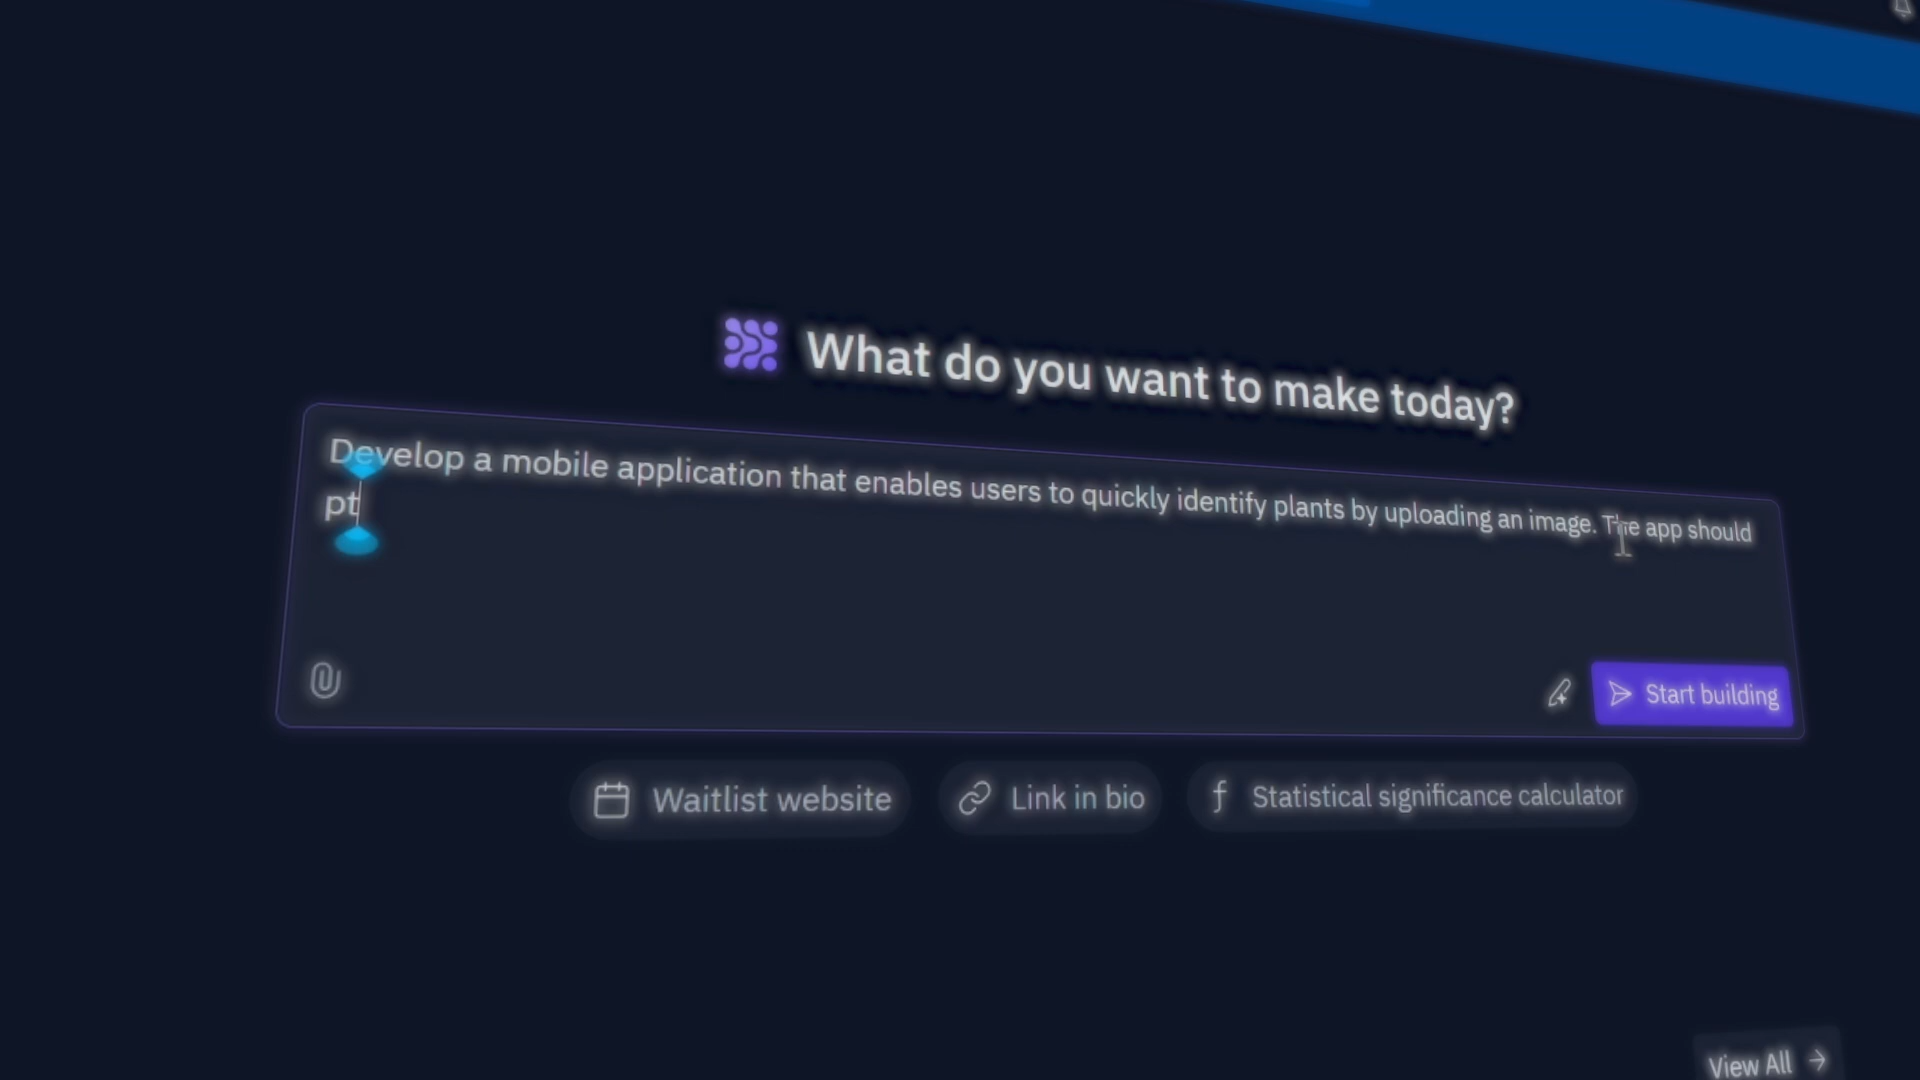 What do you want to make today?
Develop a mobile application that enables users to quickly identify plants by uploading an image. The app should
pt
Start building
Waitlist website
Link in bio
Statistical significance calculator
View All